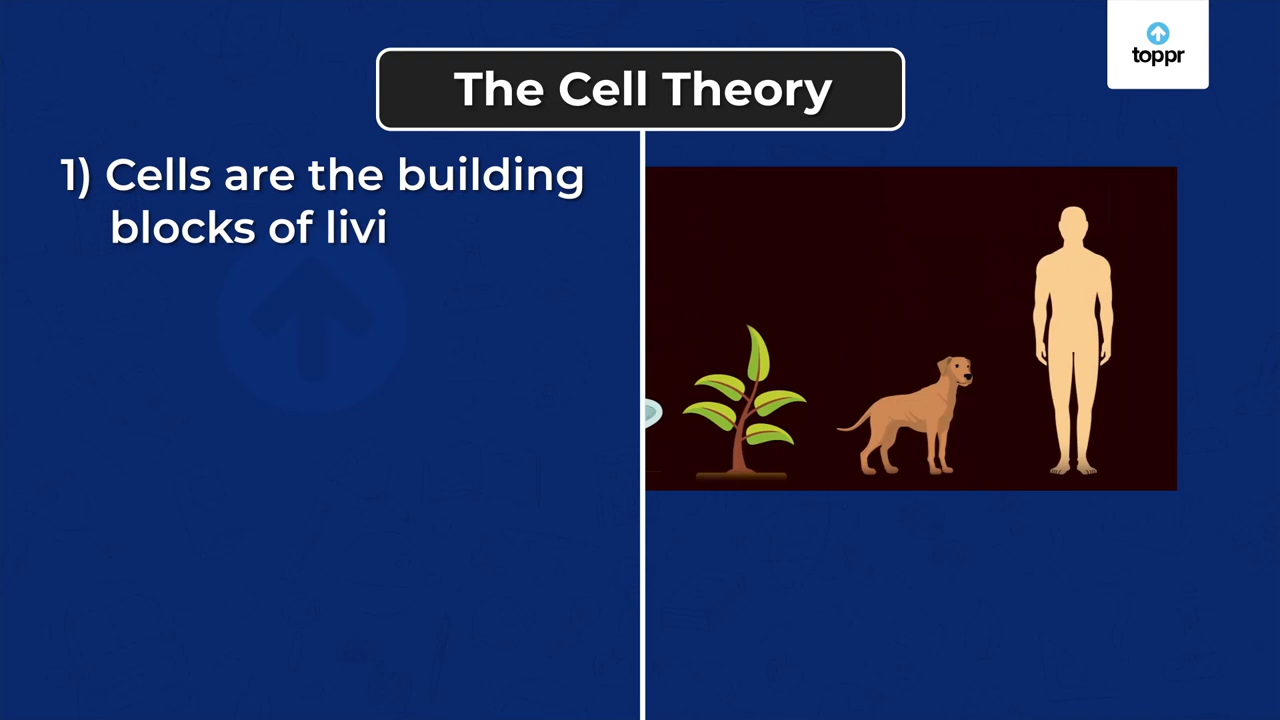 The Cell Theory
toppr
1) Cells are the building
blocks of livi